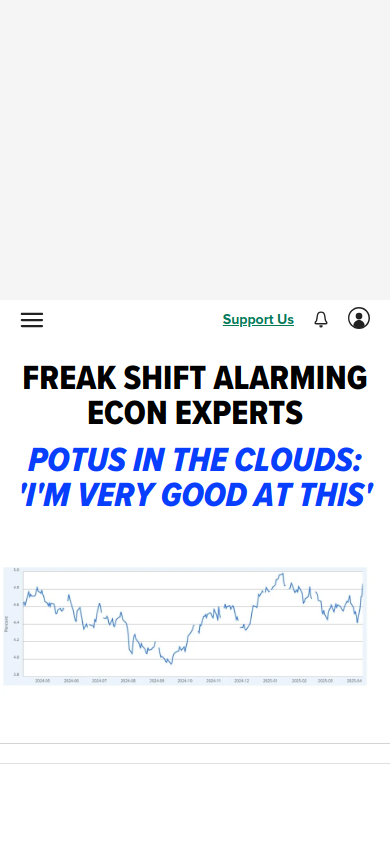 Support Us
FREAK SHIFT ALARMING
ECON EXPERTS
POTUS IN THE CLOUDS:
'I'M VERY GOOD AT THIS'
Percent
2024-05 2024-06 2024-07 2024-08 2024-09 2024-10 2024-11 2024-12 2025-01 2025-02 2025-03 2025-04